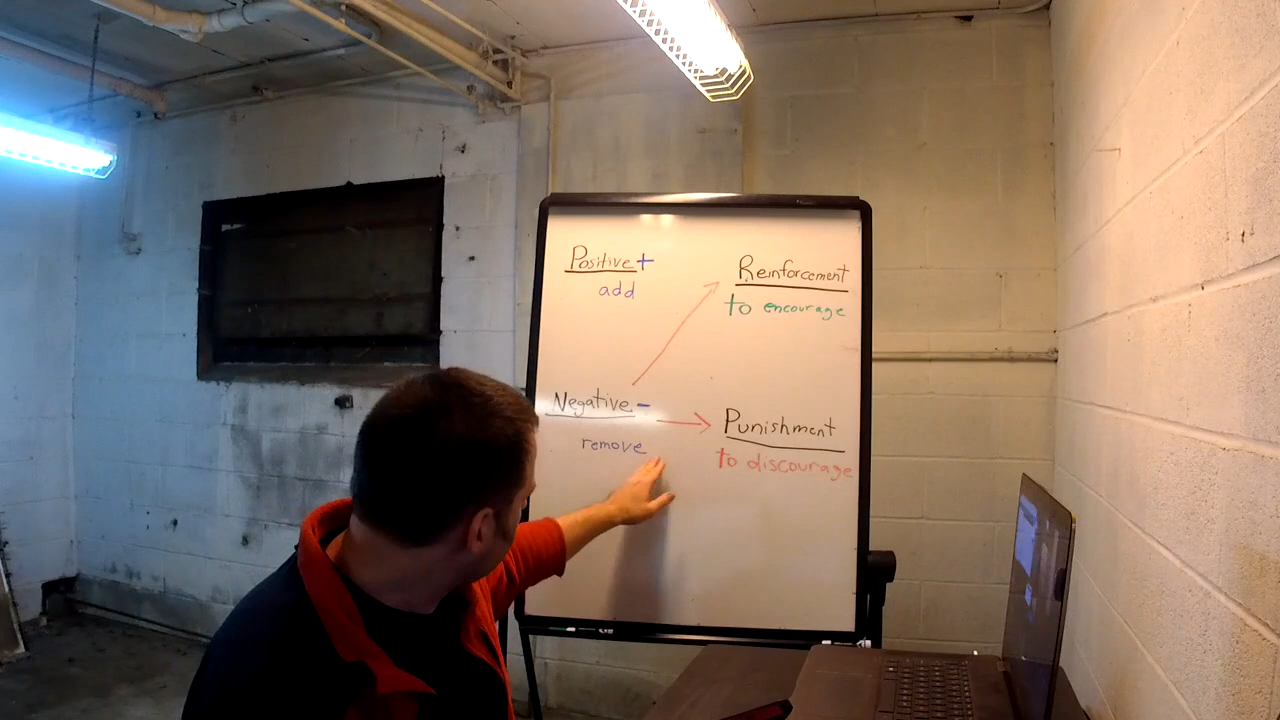 Positive +
add
Reinforcement
to encourage
Negative -
remove
Punishment
to discourage